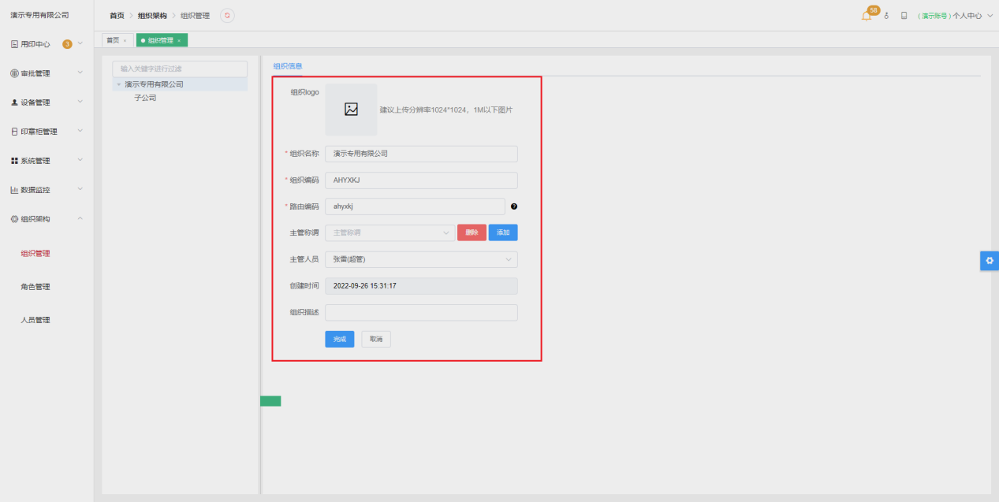 演示专用有限公司
首页 组织架构 组织管理
58
(演示账号)个人中心
用印中心 3
审批管理
设备管理
印章柜管理
系统管理
数据监控
组织架构
组织管理
角色管理
人员管理
首页 × 组织管理 ×
输入关键字进行过滤
演示专用有限公司
子公司
组织信息
组织logo
建议上传分辨率1024*1024，1M以下图片
* 组织名称 演示专用有限公司
* 组织编码 AHYXKJ
* 路由编码 ahyxkj ?
主管称谓 主管称谓 删除 添加
主管人员 张雷(超管)
创建时间 2022-09-26 15:31:17
组织描述
完成 取消